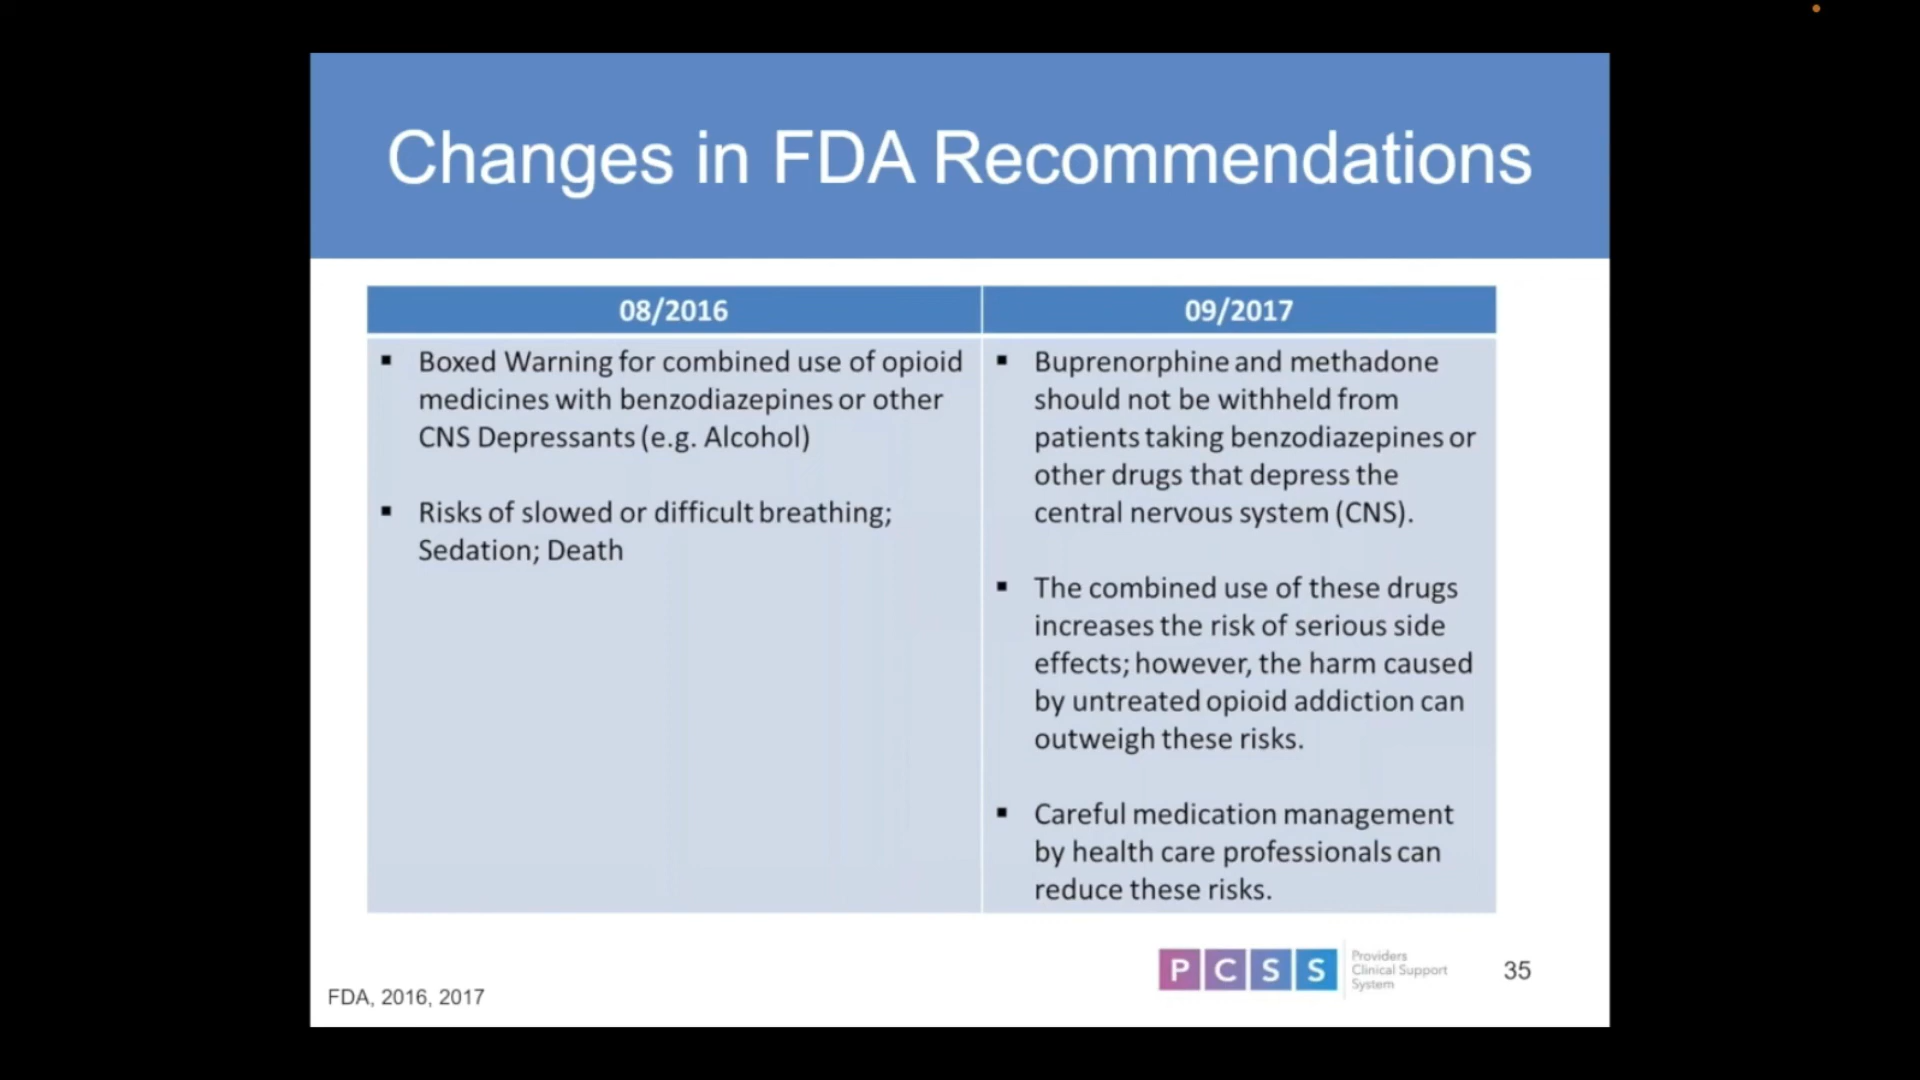 Changes in FDA Recommendations
08/2016
▪ Boxed Warning for combined use of opioid
medicines with benzodiazepines or other
CNS Depressants (e.g. Alcohol)
▪ Risks of slowed or difficult breathing;
Sedation; Death
09/2017
▪ Buprenorphine and methadone
should not be withheld from
patients taking benzodiazepines or
other drugs that depress the
central nervous system (CNS).
▪ The combined use of these drugs
increases the risk of serious side
effects; however, the harm caused
by untreated opioid addiction can
outweigh these risks.
▪ Careful medication management
by health care professionals can
reduce these risks.
FDA, 2016, 2017
PCSS
Providers
Clinical Support
System
35